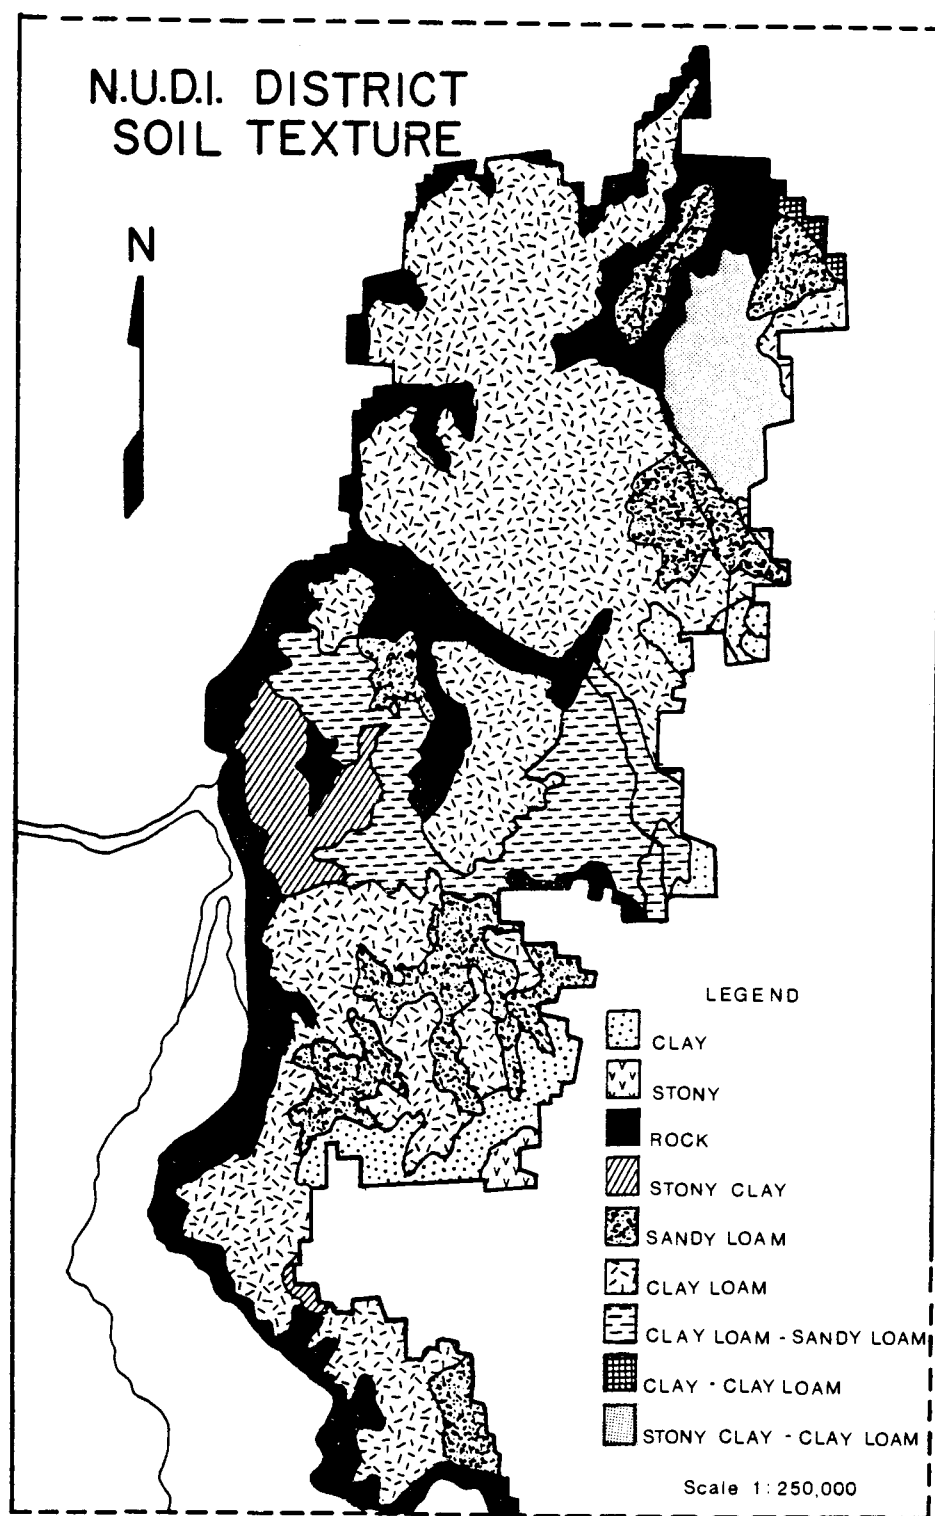 N.U.D.I. DISTRICT
SOIL TEXTURE
N
LEGEND
CLAY
STONY
ROCK
STONY CLAY
SANDY LOAM
CLAY LOAM
CLAY LOAM - SANDY LOAM
CLAY - CLAY LOAM
STONY CLAY - CLAY LOAM
Scale 1:250,000